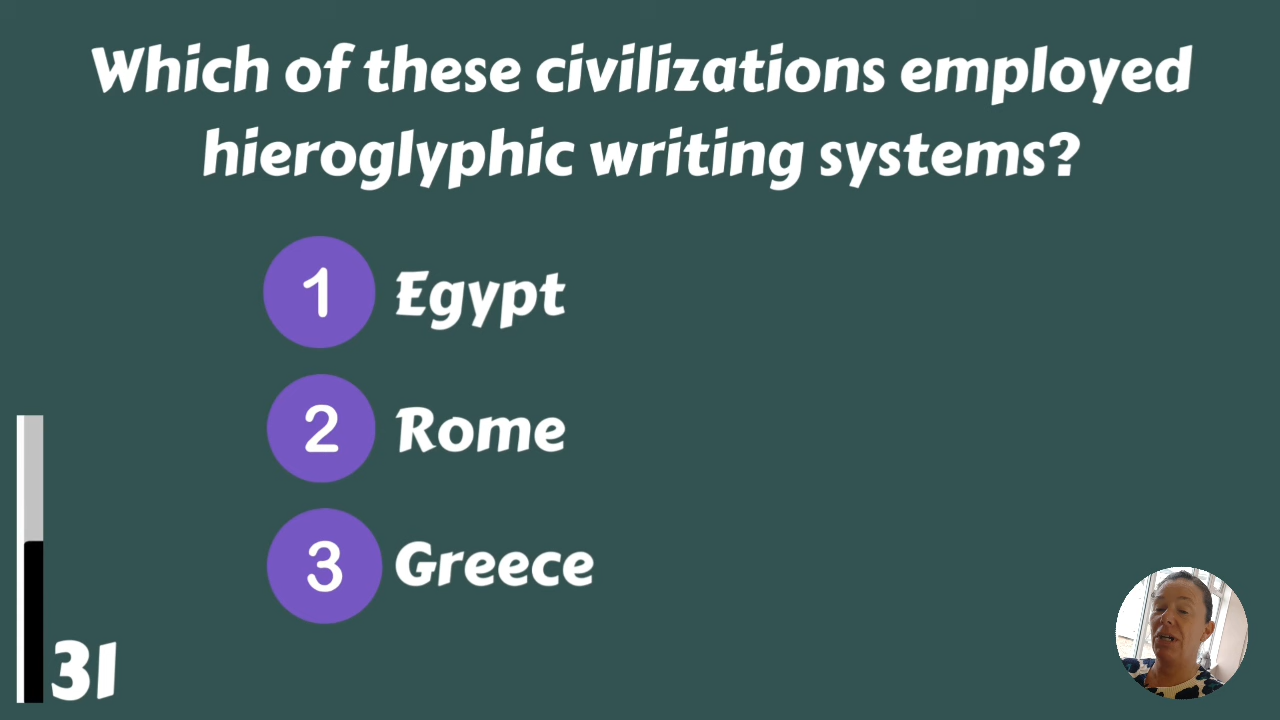 Which of these civilizations employed
hieroglyphic writing systems?
1 Egypt
2 Rome
3 Greece
31